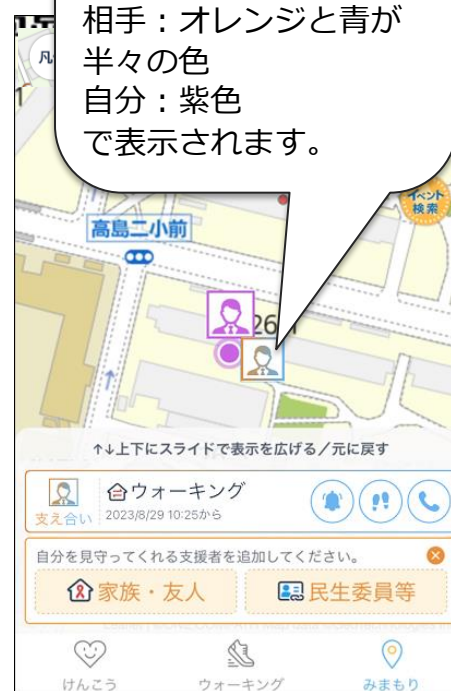 相手：オレンジと青が
半々の色
自分：紫色
で表示されます。
イベント
検索
高島二小前
↑↓上下にスライドで表示を広げる／元に戻す
ウォーキング
支え合い
2023/8/29 10:25から
自分を見守ってくれる支援者を追加してください。
家族・友人
民生委員等
けんこう
ウォーキング
みまもり